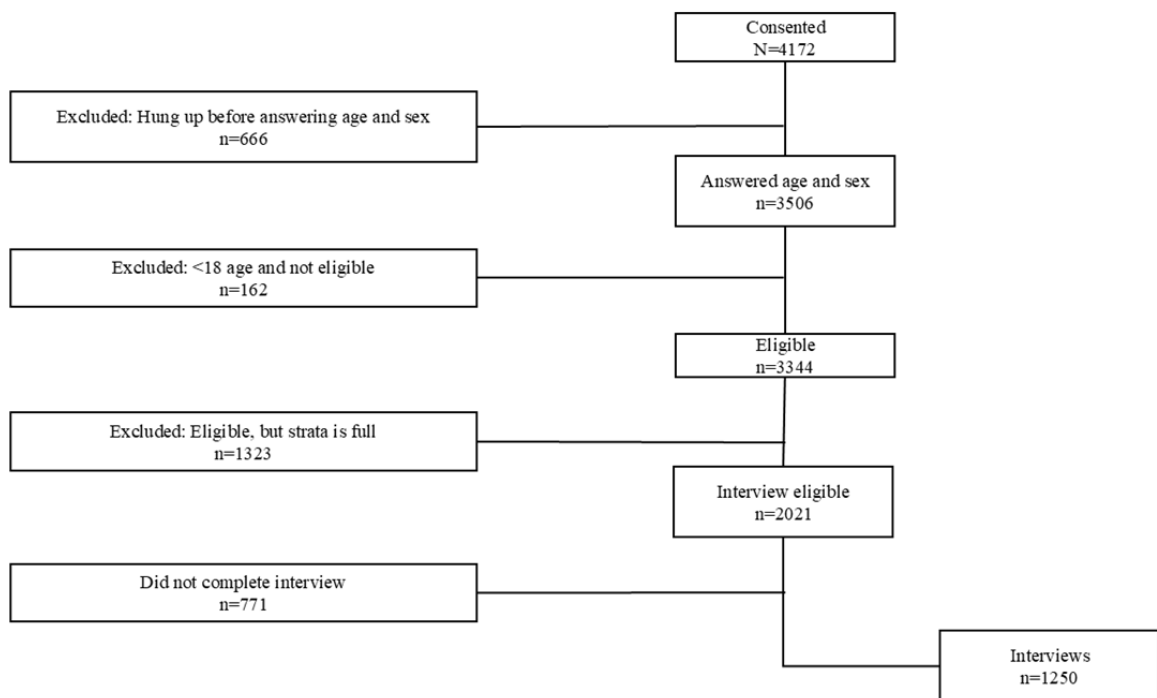 Consented
N=4172
Excluded: Hung up before answering age and sex
n=666
Answered age and sex
n=3506
Excluded: <18 age and not eligible
n=162
Eligible
n=3344
Excluded: Eligible, but strata is full
n=1323
Interview eligible
n=2021
Did not complete interview
n=771
Interviews
n=1250